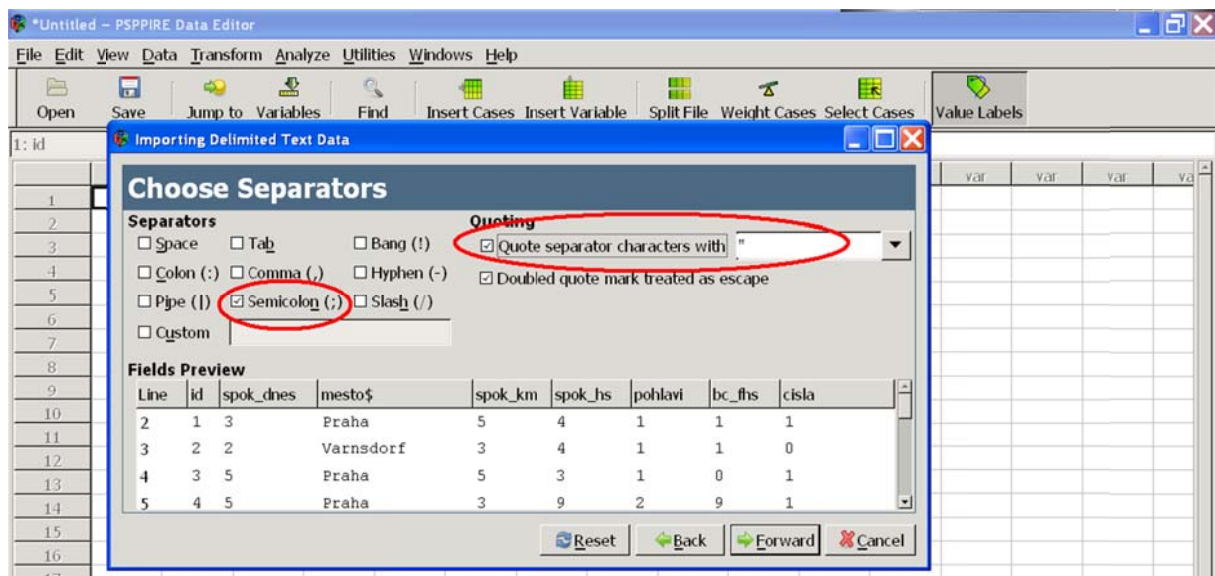 *Untitled – PSPPIRE Data Editor
File Edit View Data Transform Analyze Utilities Windows Help
Open Save Jump to Variables Find Insert Cases Insert Variable Split File Weight Cases Select Cases Value Labels
1: id
Importing Delimited Text Data
var var var va
Choose Separators
Separators Quoting
Space Tab Bang (!) Quote separator characters with "
Colon (:) Comma (,) Hyphen (-) Doubled quote mark treated as escape
Pipe (|) Semicolon (;) Slash (/)
Custom
Fields Preview
Line id spok_dnes mesto$ spok_km spok_hs pohlavi bc_fhs cisla
2 1 3 Praha 5 4 1 1 1
3 2 2 Varnsdorf 3 4 1 1 0
4 3 5 Praha 5 3 1 0 1
5 4 5 Praha 3 9 2 9 1
Reset Back Forward Cancel
1
2
3
4
5
6
7
8
9
10
11
12
13
14
15
16